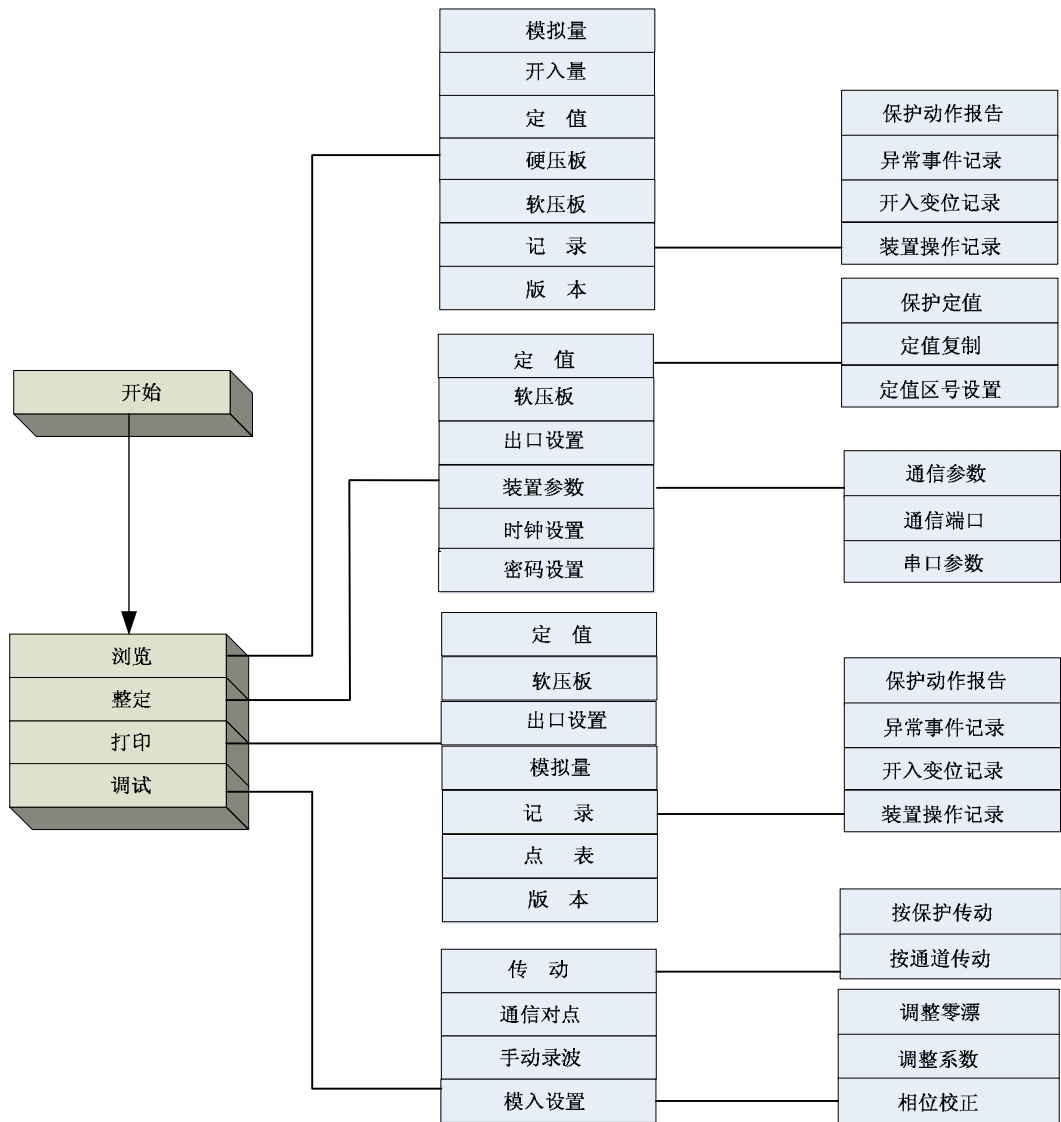 开始
浏览
整定
打印
调试
模拟量
开入量
定 值
硬压板
软压板
记 录
版 本
保护动作报告
异常事件记录
开入变位记录
装置操作记录
定 值
软压板
出口设置
装置参数
时钟设置
密码设置
保护定值
定值复制
定值区号设置
通信参数
通信端口
串口参数
定 值
软压板
出口设置
模拟量
记 录
点 表
版 本
保护动作报告
异常事件记录
开入变位记录
装置操作记录
传 动
通信对点
手动录波
模入设置
按保护传动
按通道传动
调整零漂
调整系数
相位校正